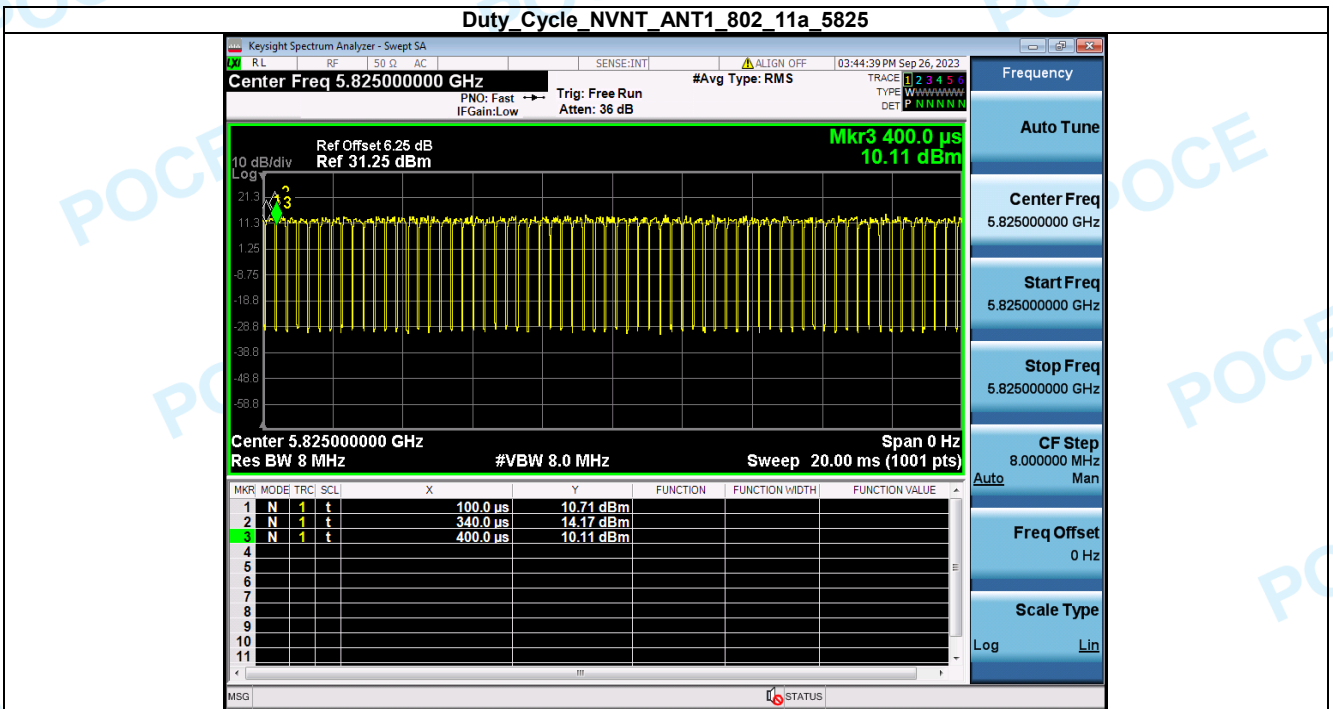 Duty_Cycle_NVNT_ANT1_802_11a_5825
Keysight Spectrum Analyzer - Swept SA
LXI RL RF 50 Ω AC SENSE:INT ALIGN OFF 03:44:39 PM Sep 26, 2023
Center Freq 5.825000000 GHz
#Avg Type: RMS
TRACE 1 2 3 4 5 6
TYPE WWWWWW
DET P N N N N N
PNO: Fast
IFGain:Low
Trig: Free Run
Atten: 36 dB
Frequency
Ref Offset 6.25 dB
Ref 31.25 dBm
10 dB/div
Log
Mkr3 400.0 µs
10.11 dBm
21.3
11.3
1.25
-8.75
-18.8
-28.8
-38.8
-48.8
-58.8
2
3
Center 5.825000000 GHz
Span 0 Hz
Res BW 8 MHz
#VBW 8.0 MHz
Sweep 20.00 ms (1001 pts)
MKR MODE TRC SCL X Y FUNCTION FUNCTION WIDTH FUNCTION VALUE
1 N 1 t 100.0 µs 10.71 dBm
2 N 1 t 340.0 µs 14.17 dBm
3 N 1 t 400.0 µs 10.11 dBm
4
5
6
7
8
9
10
11
MSG
STATUS
Auto Tune
Center Freq
5.825000000 GHz
Start Freq
5.825000000 GHz
Stop Freq
5.825000000 GHz
CF Step
8.000000 MHz
Auto Man
Freq Offset
0 Hz
Scale Type
Log Lin
POCE
POCE
POCE